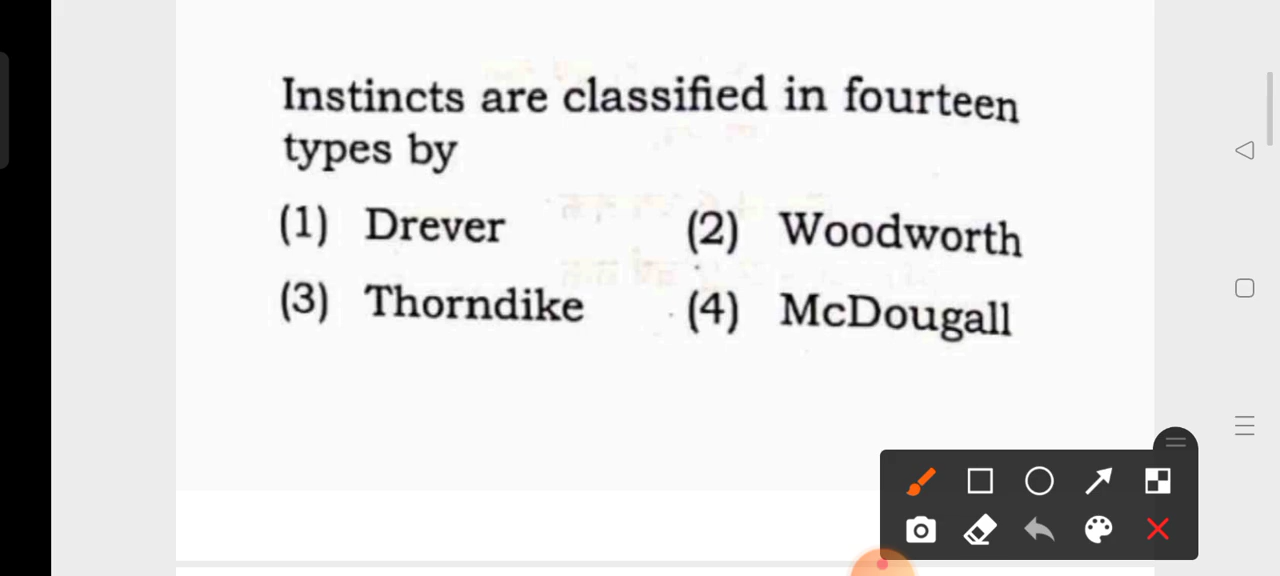 Instincts are classified in fourteen
types by
(1) Drever (2) Woodworth
(3) Thorndike (4) McDougall